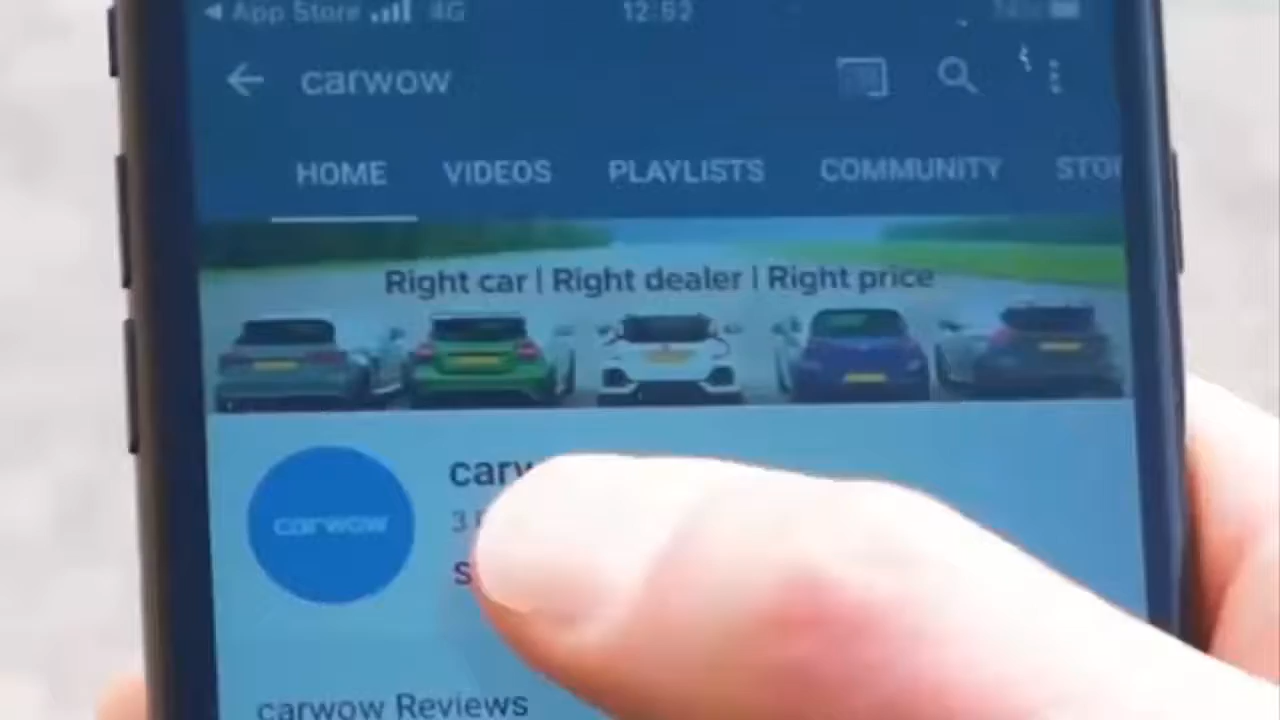 App Store 4G 12:52
carwow
HOME VIDEOS PLAYLISTS COMMUNITY STO
Right car | Right dealer | Right price
carw
carwow
3
S
carwow Reviews